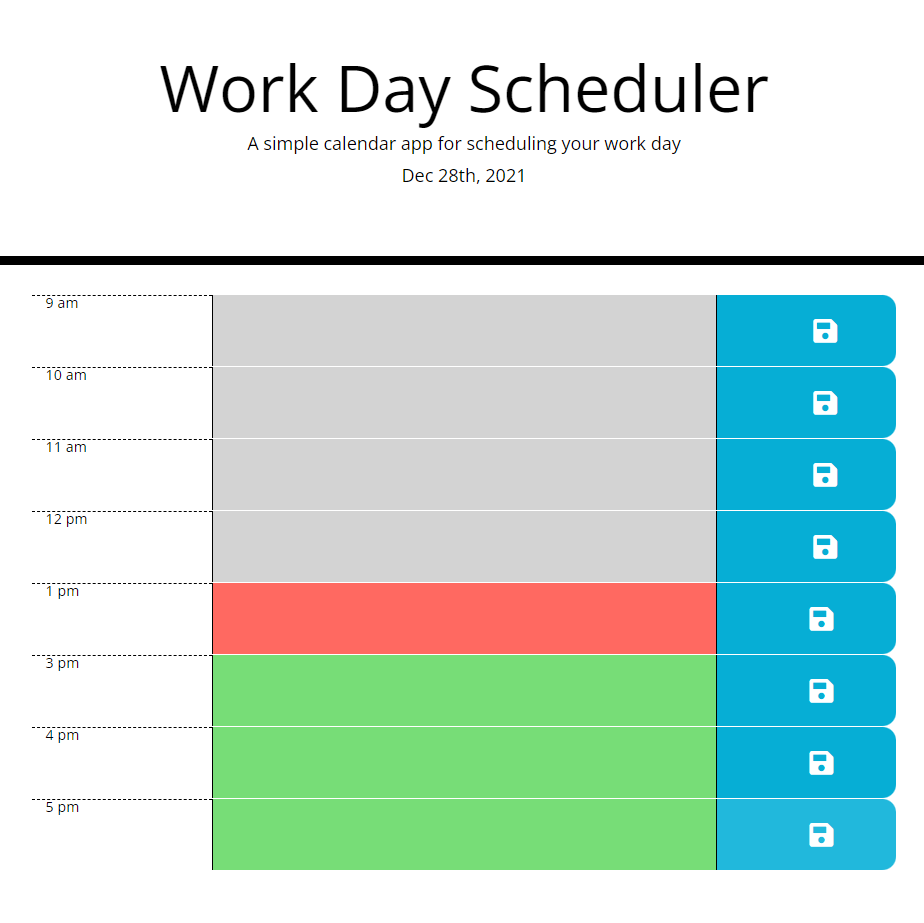 Work Day Scheduler
A simple calendar app for scheduling your work day
Dec 28th, 2021
9 am
10 am
11 am
12 pm
1 pm
3 pm
4 pm
5 pm